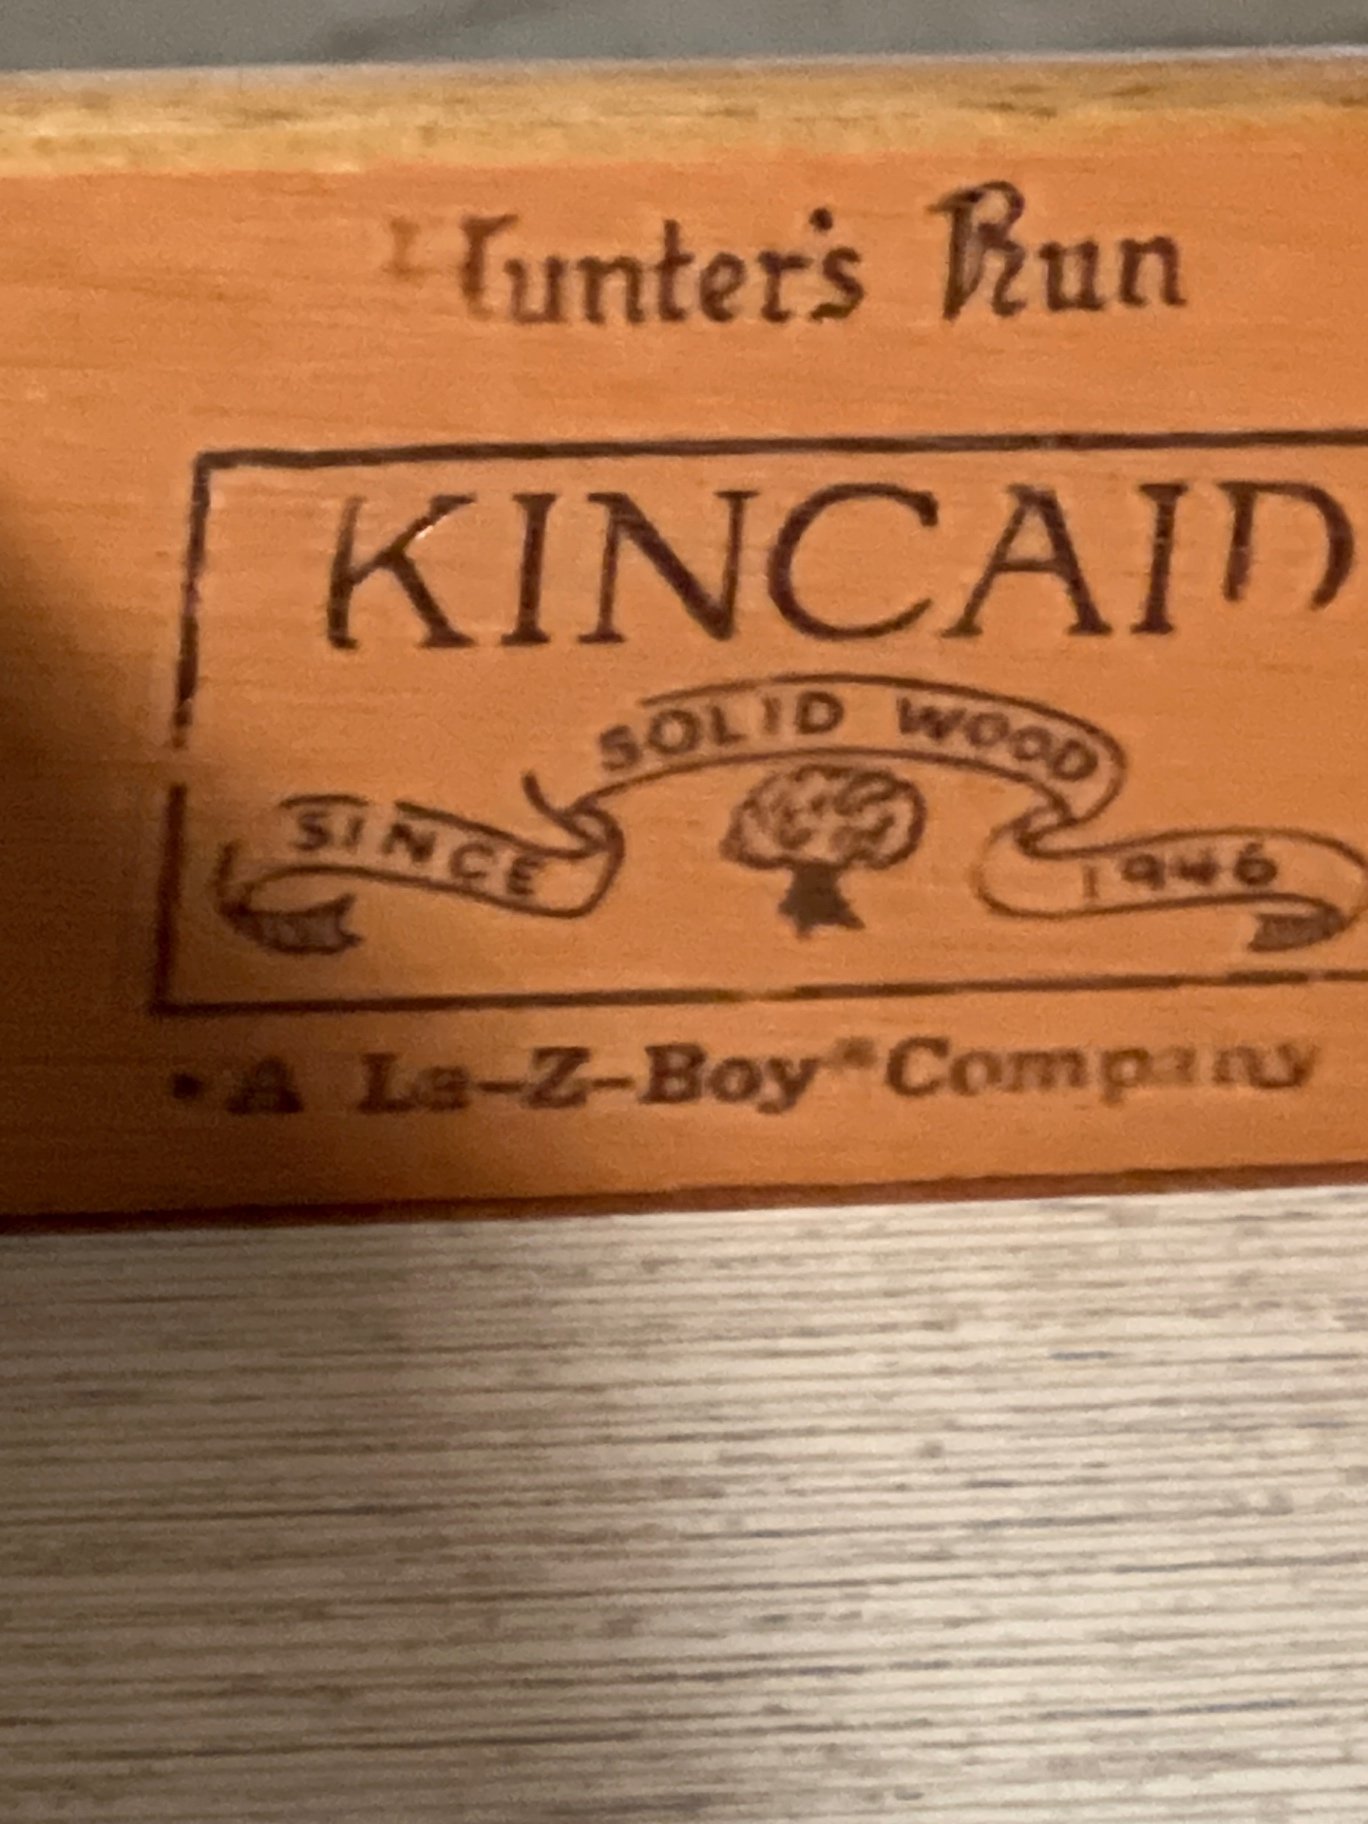 Hunter's Run
KINCAID
SINCE SOLID WOOD 1946
• A La-Z-Boy® Company